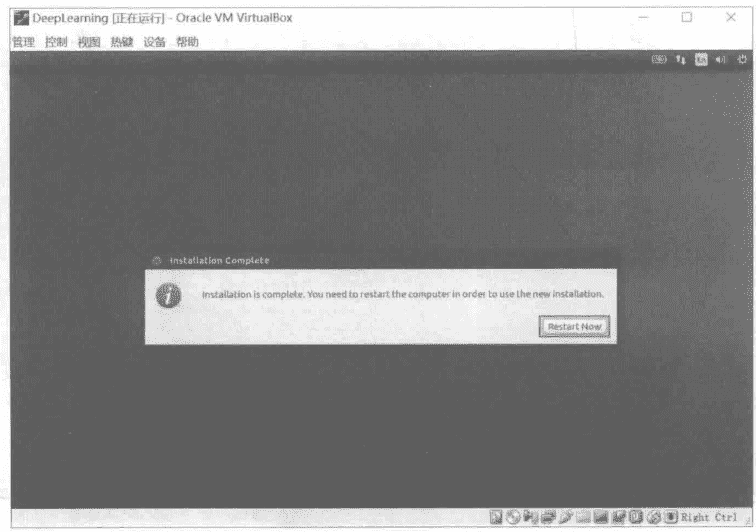 DeepLearning [正在运行] - Oracle VM VirtualBox
管理 控制 视图 热键 设备 帮助
Installation Complete
Installation is complete. You need to restart the computer in order to use the new installation.
Restart Now
Right Ctrl